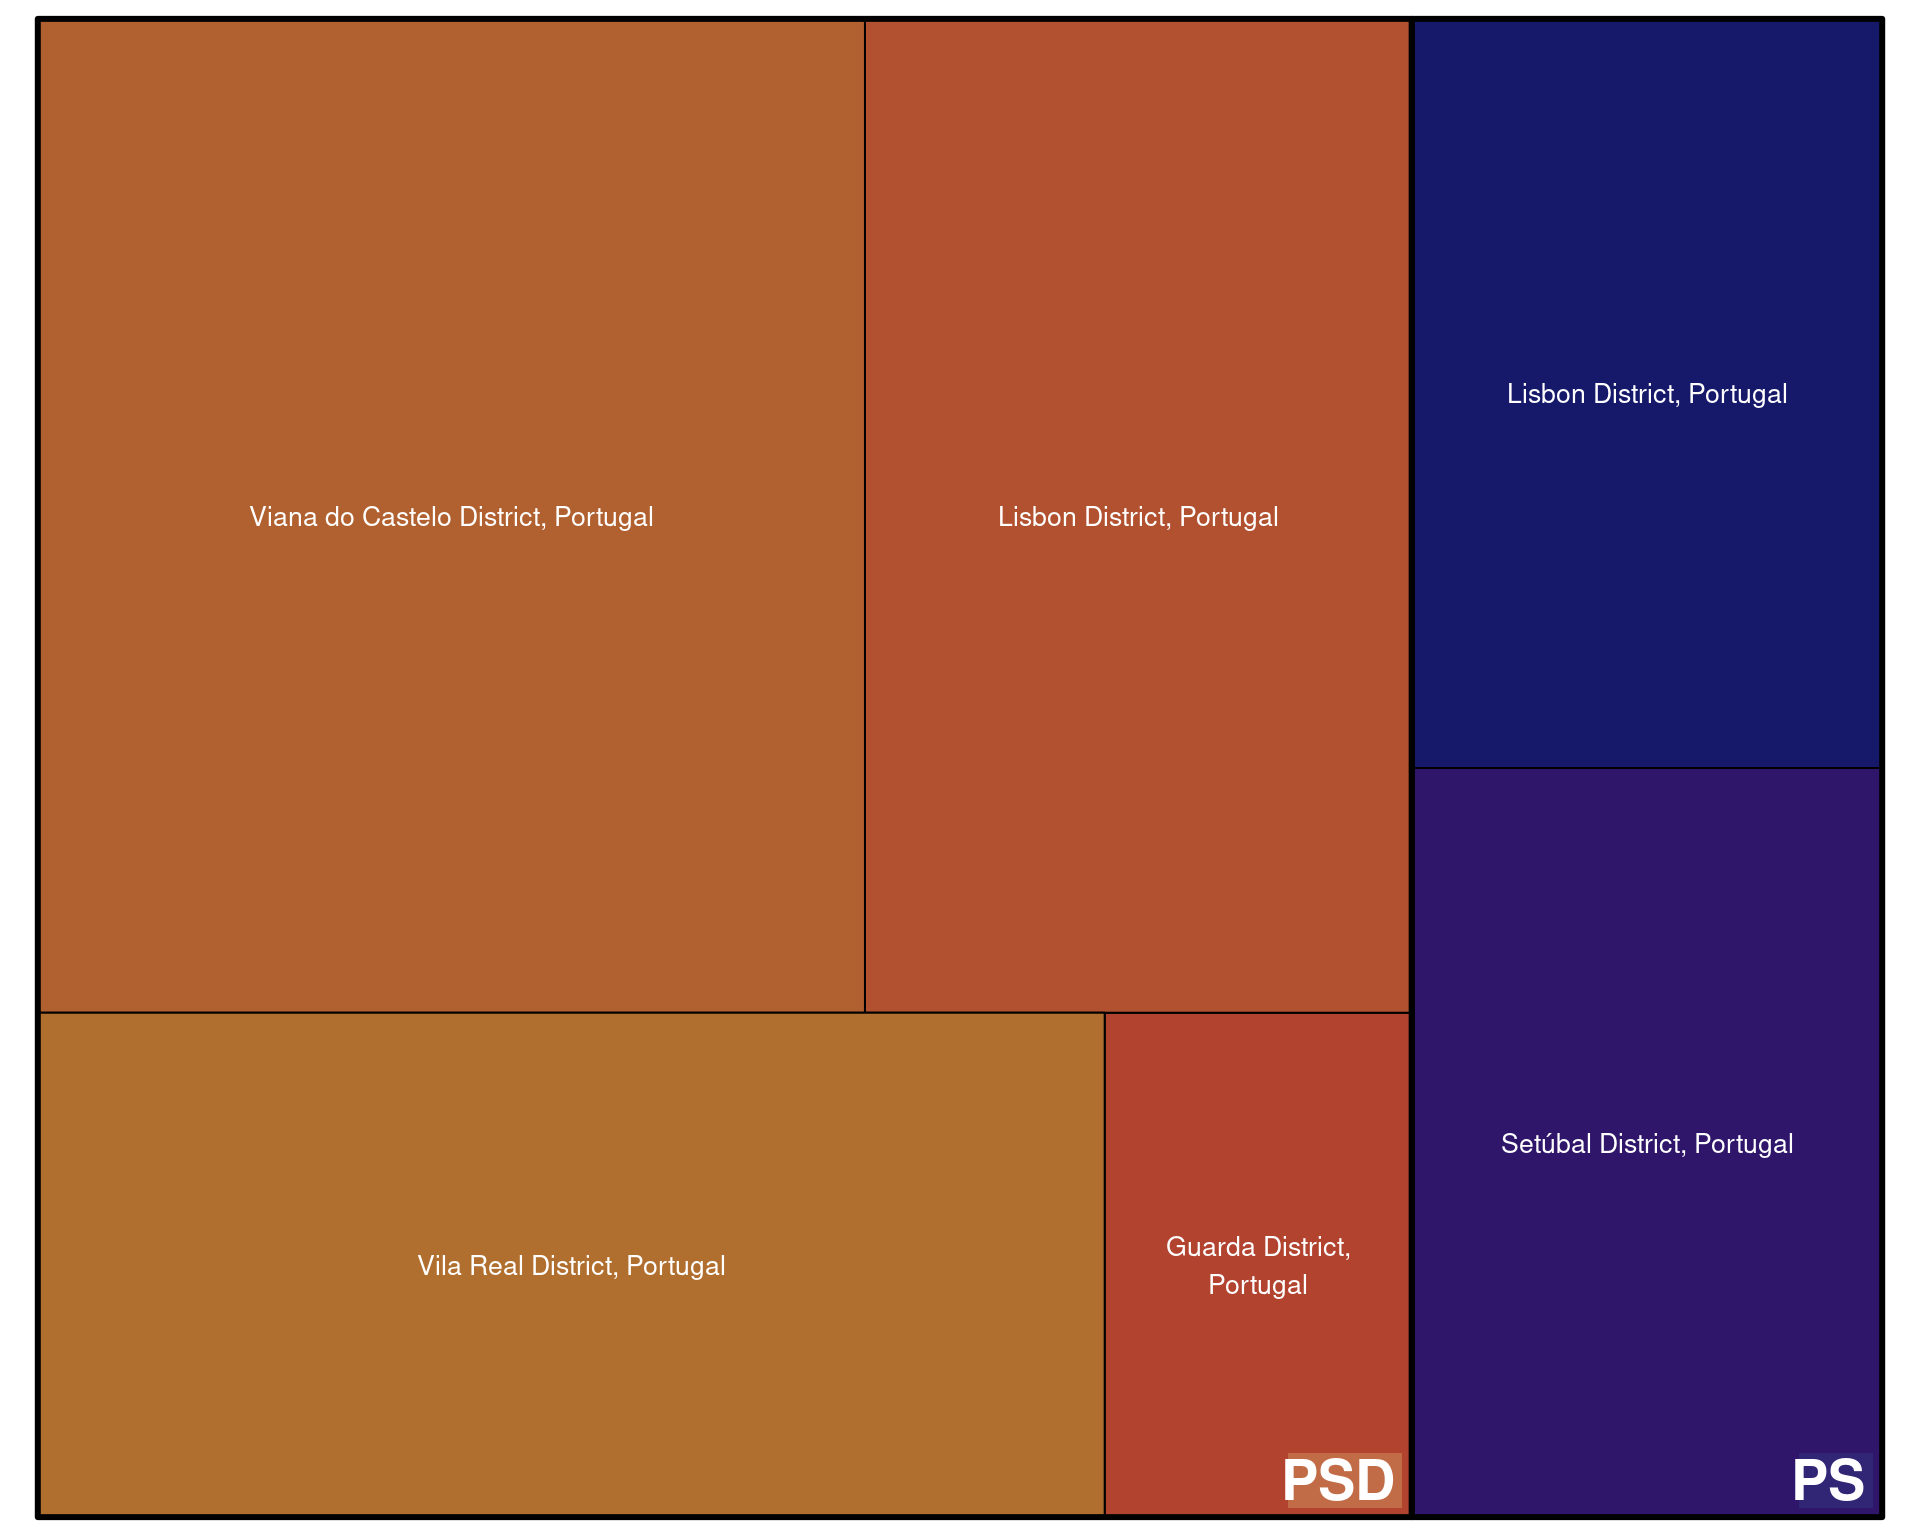 Viana do Castelo District, Portugal
Lisbon District, Portugal
Lisbon District, Portugal
Setúbal District, Portugal
Vila Real District, Portugal
Guarda District,
Portugal
PSD
PS